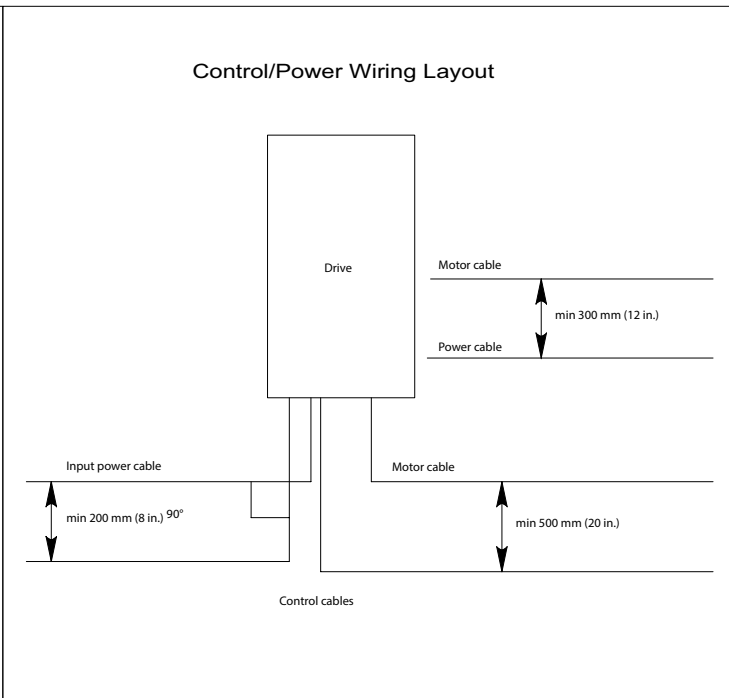 Control/Power Wiring Layout
Drive
Motor cable
min 300 mm (12 in.)
Power cable
Input power cable
Motor cable
min 200 mm (8 in.) 90°
min 500 mm (20 in.)
Control cables